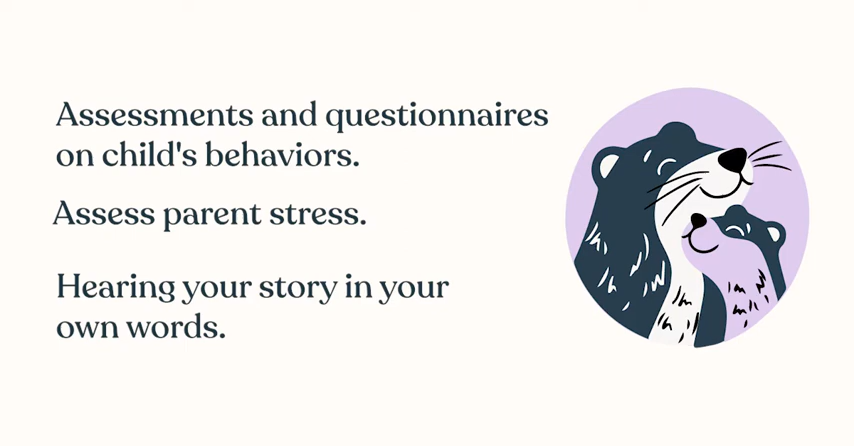 Assessments and questionnaires
on child's behaviors.
Assess parent stress.
Hearing your story in your
own words.